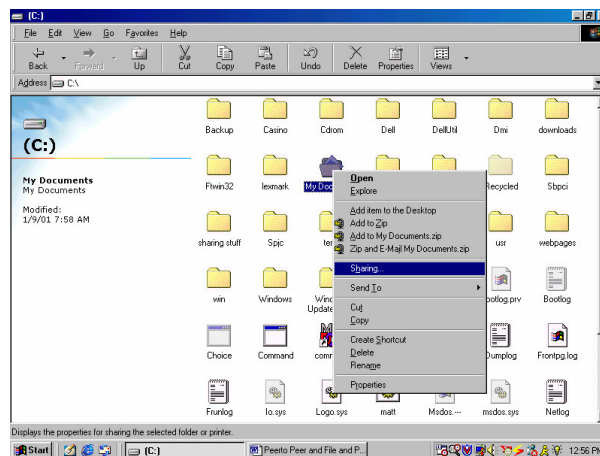 (C:)
File Edit View Go Favorites Help
Back Forward Up Cut Copy Paste Undo Delete Properties Views
Address C:\
(C:)
My Documents
My Documents
Modified:
1/9/01 7:58 AM
Backup Casino Cdrom Dell DellUtil Dmi downloads
Ftwin32 lexmark My Doc Recycled Sbpci
sharing stuff Spjc usr webpages
win Windows Update ootlog.prv Bootlog
Choice Command Dumplog Frontpg.log
Frunlog Io.sys Logo.sys matt Msdos.--- msdos.sys Netlog
Open
Explore
Add item to the Desktop
Add to Zip
Add to My Documents.zip
Zip and E-Mail My Documents.zip
Sharing...
Send To
Cut
Copy
Create Shortcut
Delete
Rename
Properties
Displays the properties for sharing the selected folder or printer.
Start (C:) Peerto Peer and File and P... 12:56 PM